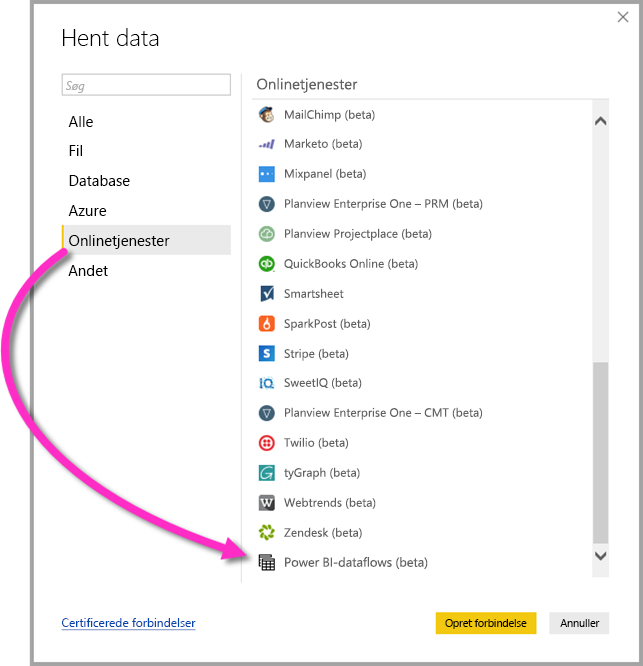 Hent data
Søg
Alle
Fil
Database
Azure
Onlinetjenester
Andet
Onlinetjenester
MailChimp (beta)
Marketo (beta)
Mixpanel (beta)
Planview Enterprise One – PRM (beta)
Planview Projectplace (beta)
QuickBooks Online (beta)
Smartsheet
SparkPost (beta)
Stripe (beta)
SweetIQ (beta)
Planview Enterprise One – CMT (beta)
Twilio (beta)
tyGraph (beta)
Webtrends (beta)
Zendesk (beta)
Power BI-dataflows (beta)
Certificerede forbindelser
Opret forbindelse
Annuller